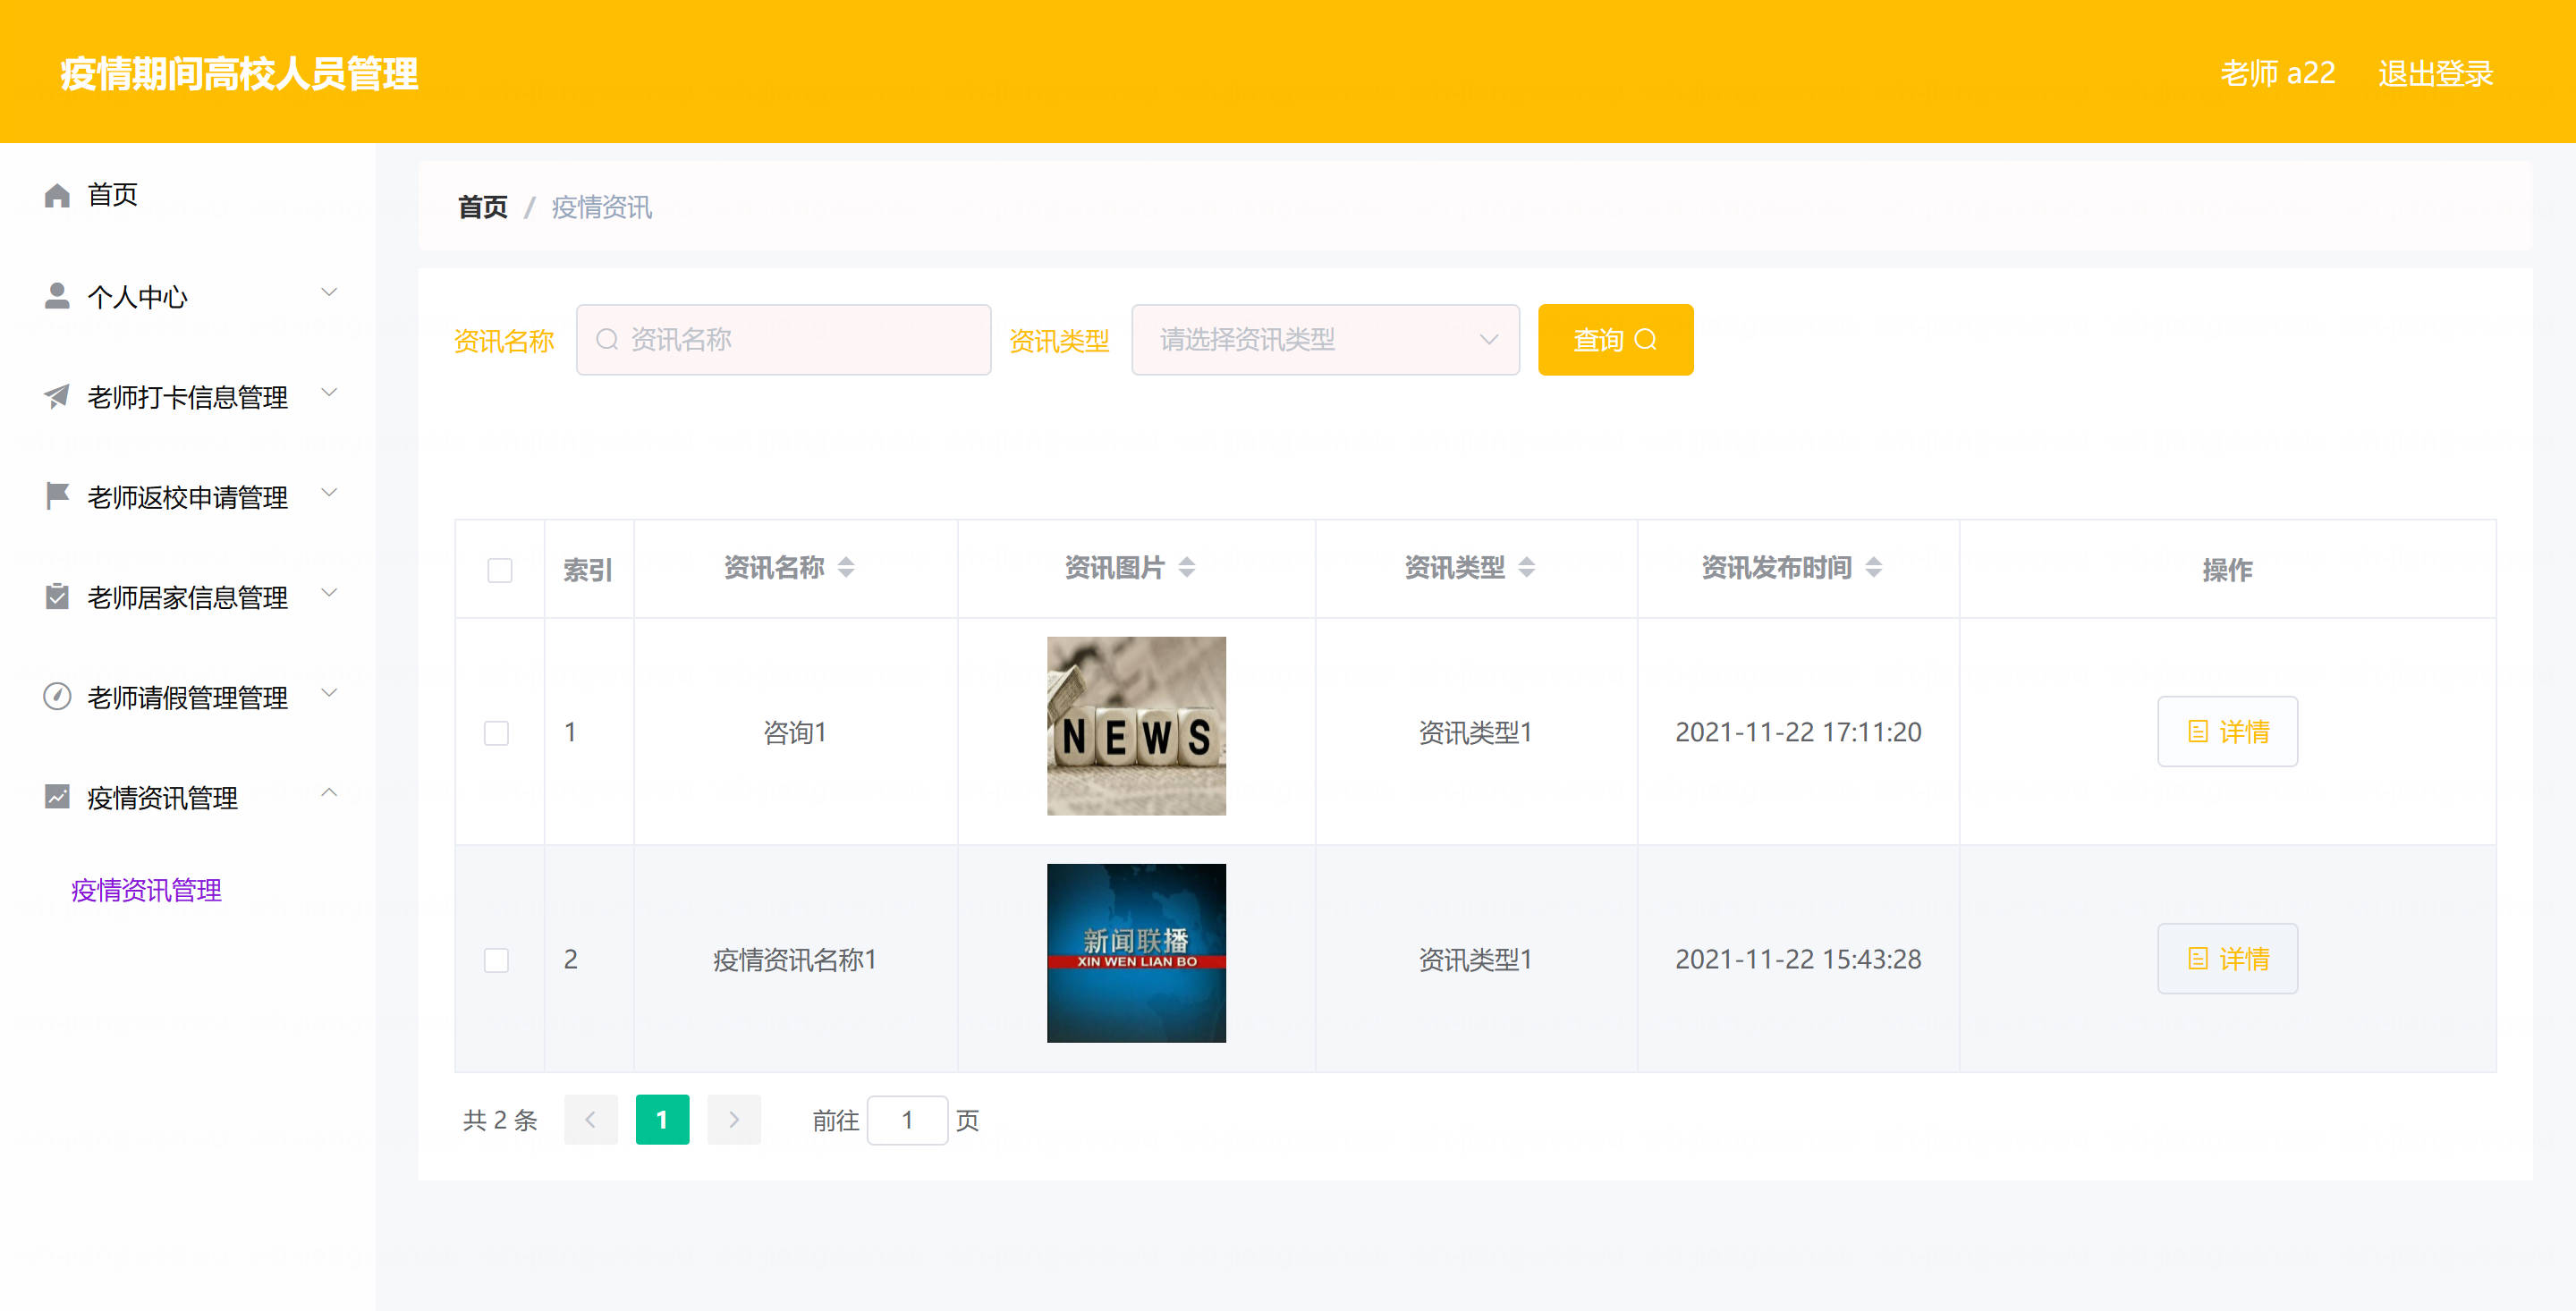 疫情期间高校人员管理
老师 a22 退出登录
首页
个人中心
老师打卡信息管理
老师返校申请管理
老师居家信息管理
老师请假管理管理
疫情资讯管理
疫情资讯管理
首页 / 疫情资讯
资讯名称 资讯名称 资讯类型 请选择资讯类型 查询
索引 资讯名称 资讯图片 资讯类型 资讯发布时间 操作
1 咨询1 NEWS 资讯类型1 2021-11-22 17:11:20 详情
2 疫情资讯名称1 新闻联播 资讯类型1 2021-11-22 15:43:28 详情
XIN WEN LIAN BO
共 2 条 1 前往 1 页